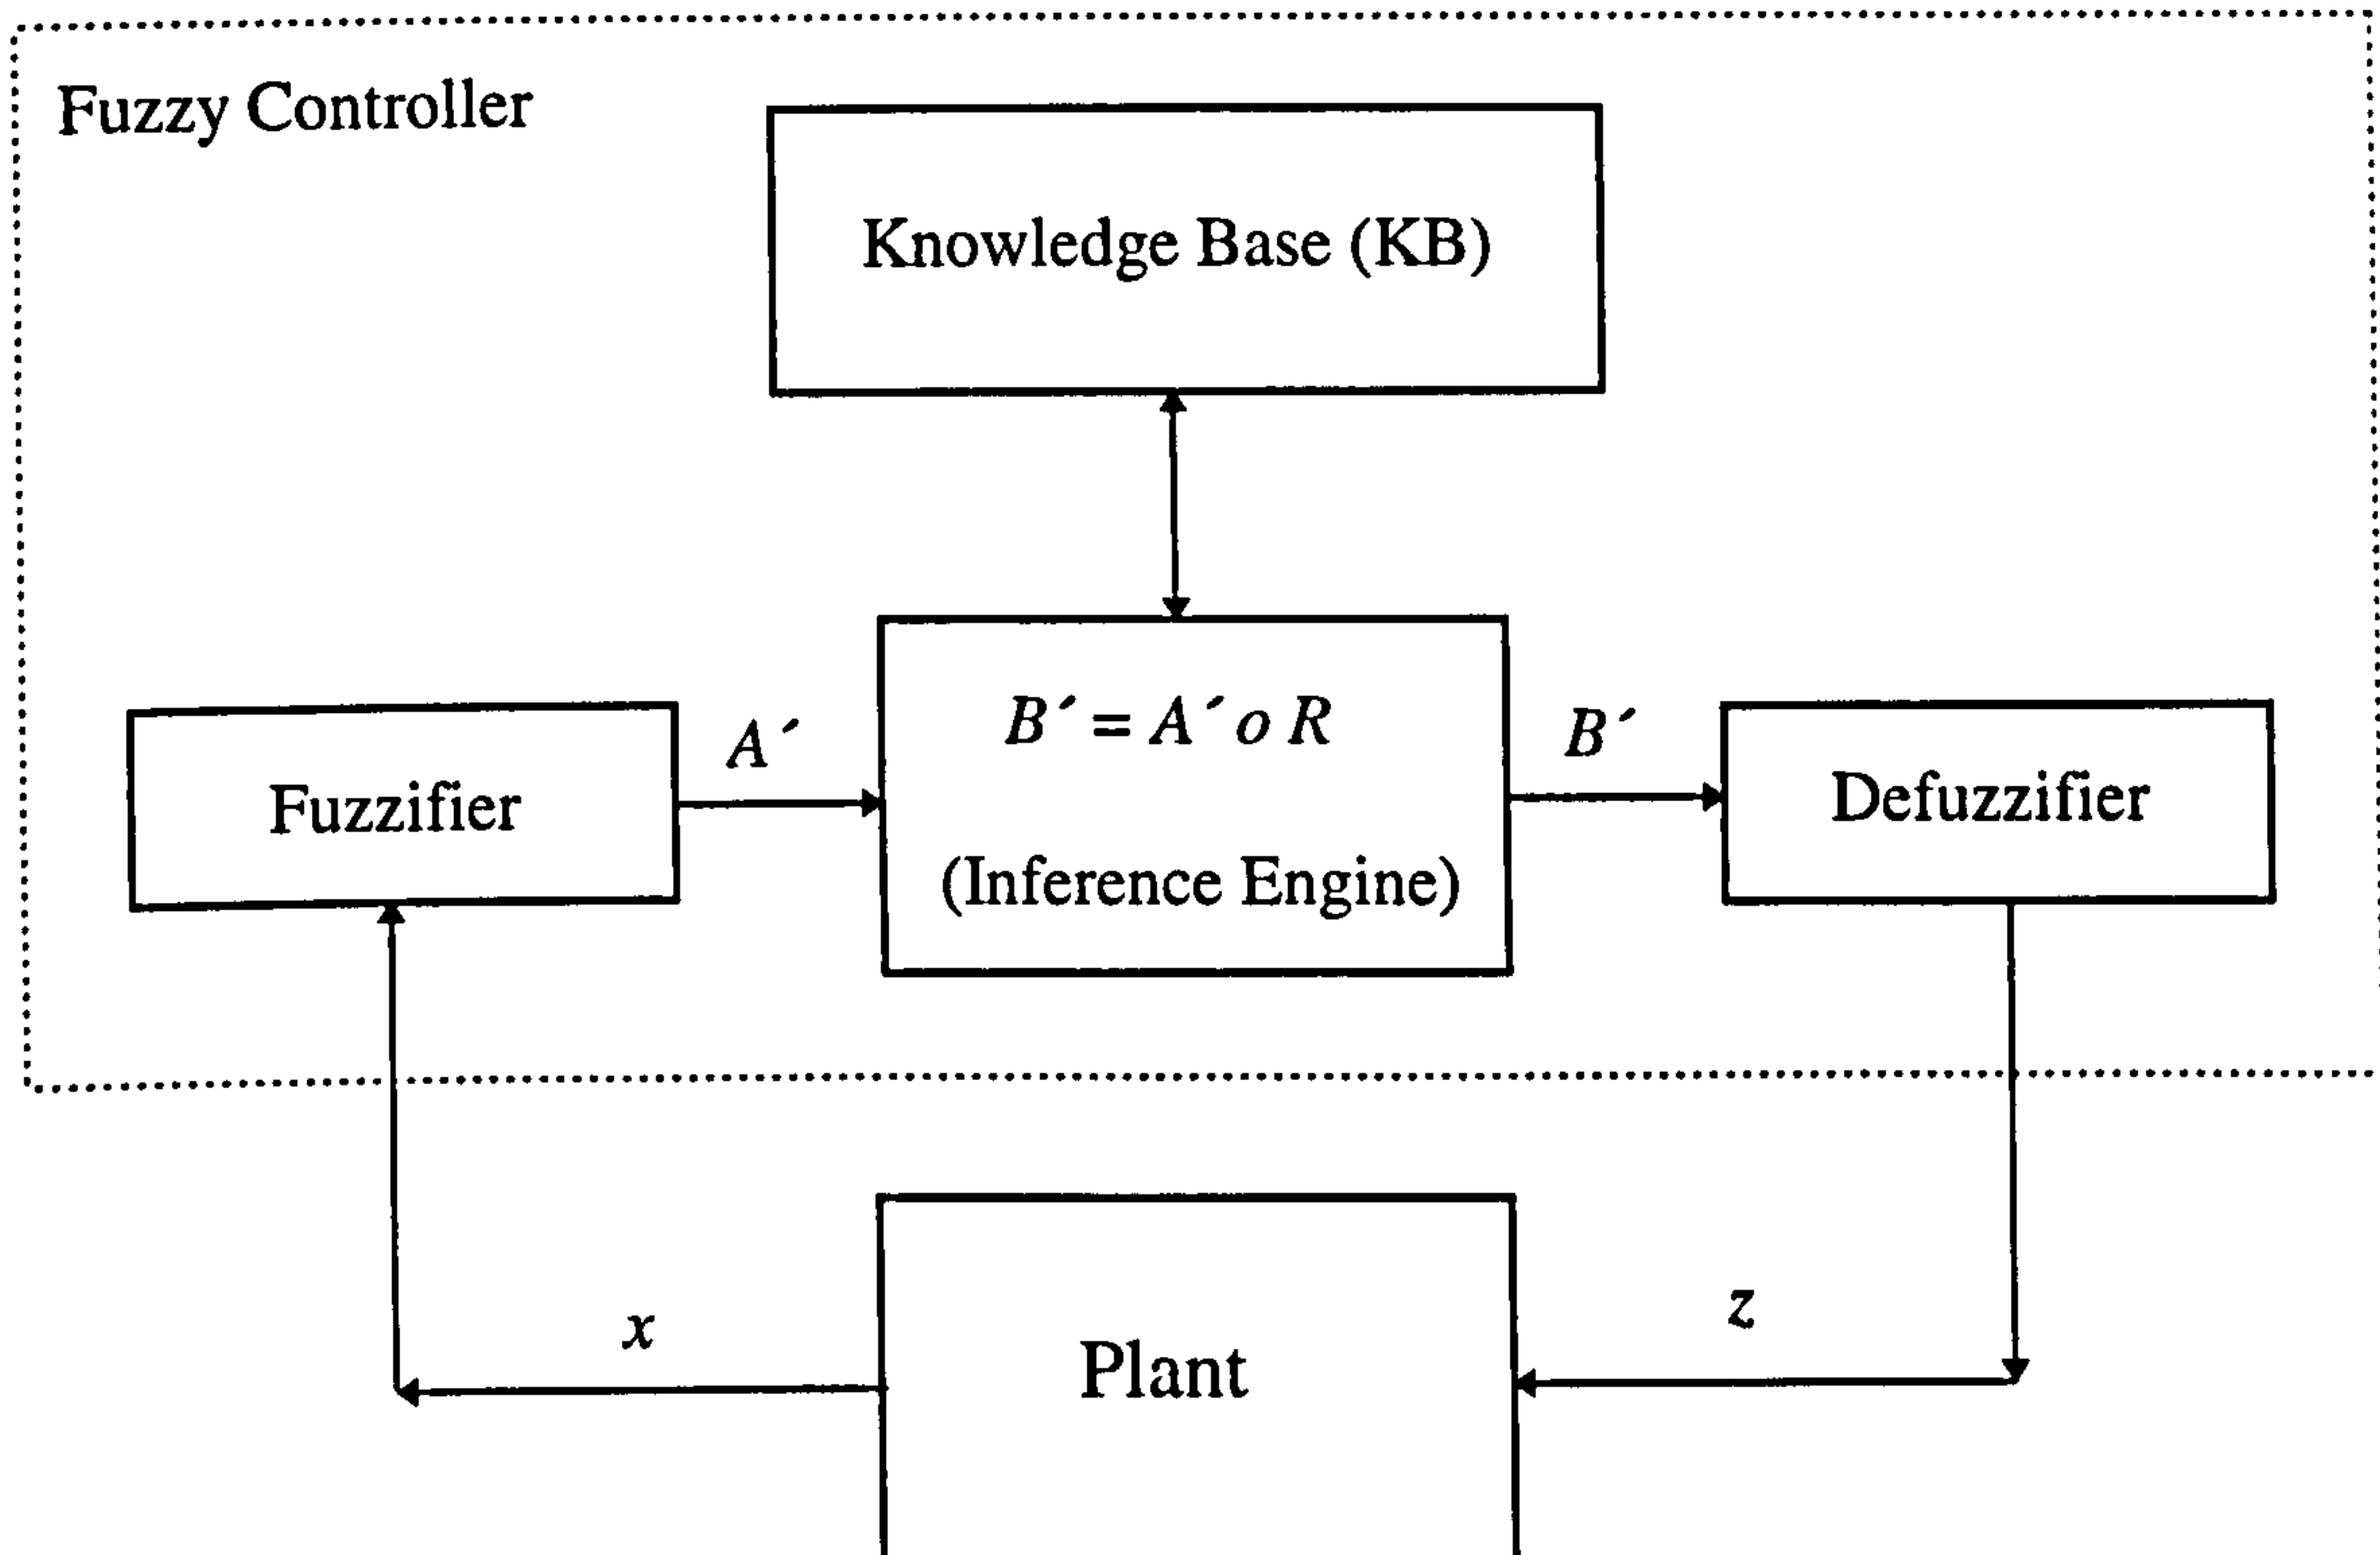 Fuzzy Controller
Knowledge Base (KB)
A´
B´ = A´ o R
B´
Fuzzifier
(Inference Engine)
Defuzzifier
x
Plant
z